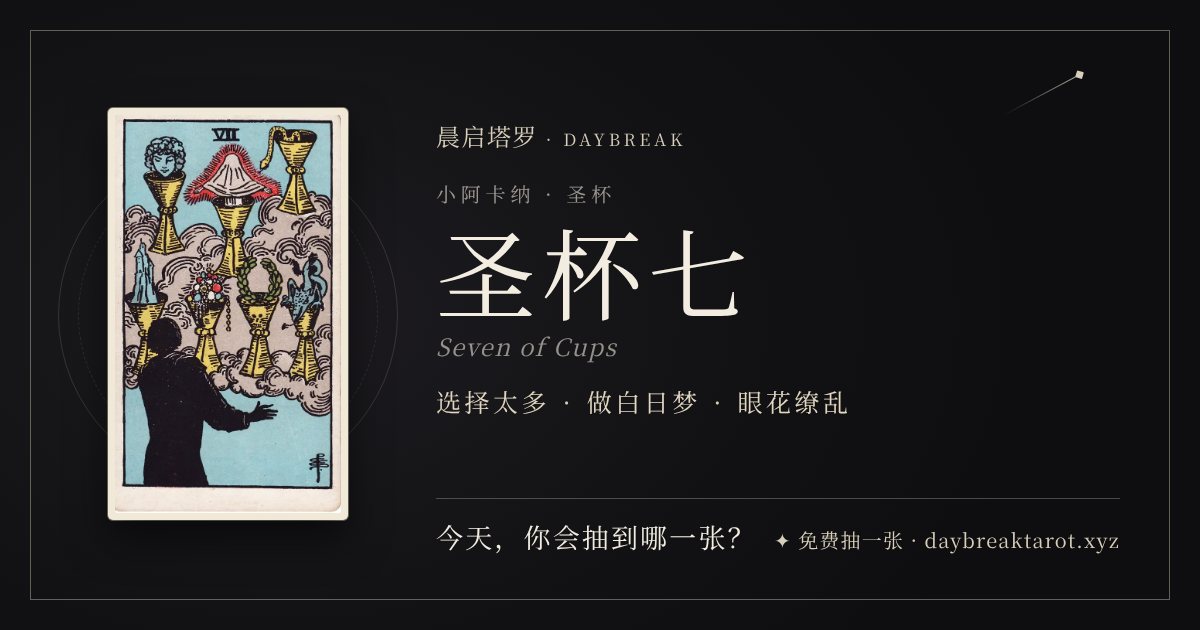 VII
晨启塔罗 · DAYBREAK
小阿卡纳 · 圣杯
圣杯七
Seven of Cups
选择太多 · 做白日梦 · 眼花缭乱
今天，你会抽到哪一张？
✦ 免费抽一张 · daybreaktarot.xyz